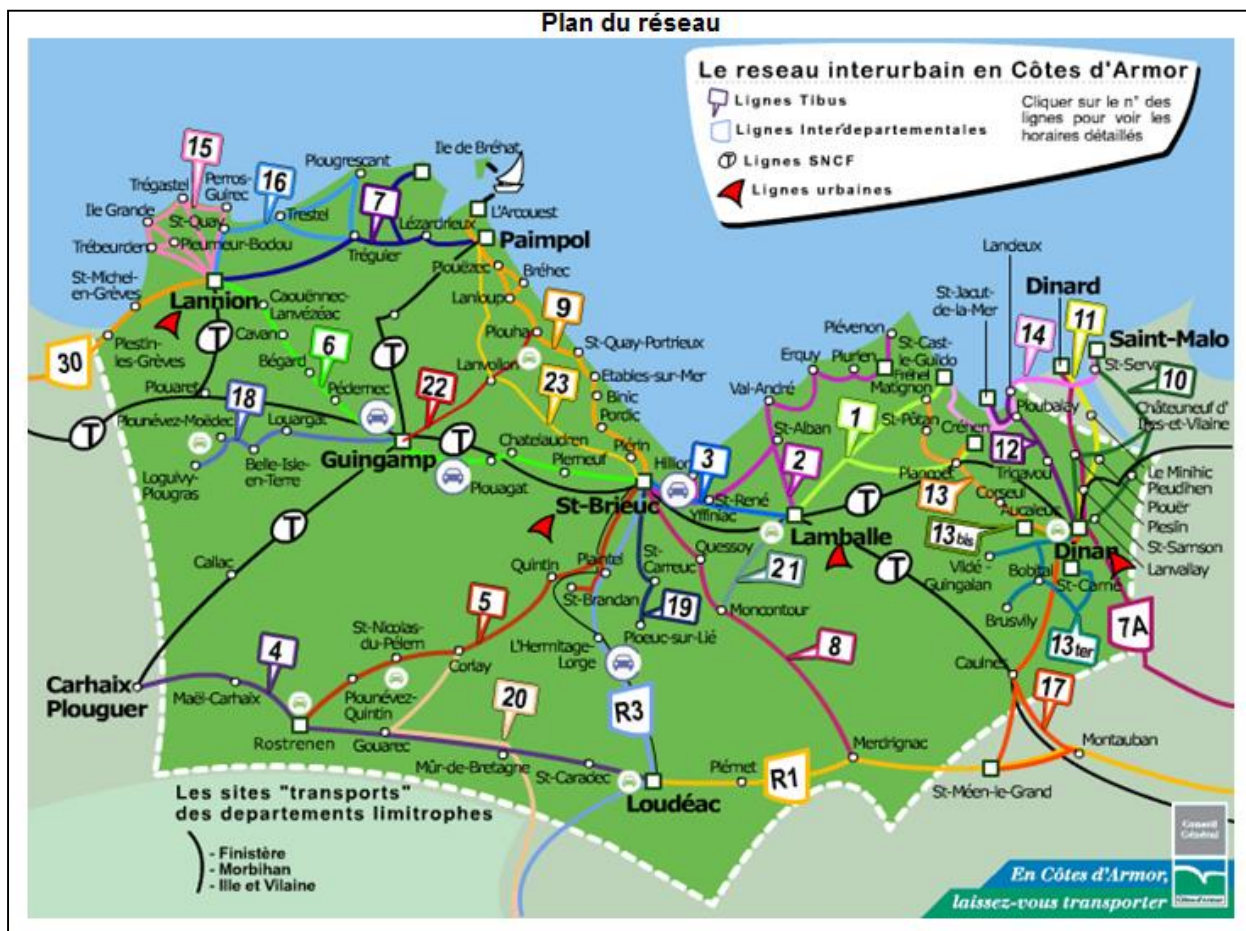 Plan du réseau
Le reseau interurbain en Côtes d'Armor
Lignes Tibus
Lignes Interdepartementales
Lignes SNCF
Lignes urbaines
Cliquer sur le n° des
lignes pour voir les
horaires détaillés
15
Trégastel
Perros-
Guirec
16
Plougrescant
Ile de Bréhat
Ile Grande
St-Quay
Trestel
7
Lézardrieux
L'Arcouest
Trébeurden
Pleumeur-Bodou
Tréguier
Paimpol
St-Michel-
en-Grèves
Lannion
Plouëzec
Bréhec
Lanloup
Caouënnec-
Lanvézéac
Cavan
Plestin-
les-Grèves
30
T
Bégard
6
T
Plouha
9
Lanvollon
St-Quay-Portrieux
Plouaret
Pédernec
22
23
Etables-sur-Mer
Binic
Pordic
18
Plounévez-Moëdec
Louargat
T
Guingamp
T
Chatelaudren
Plérin
Plerneuf
Loguivy-
Plougras
Belle-Isle-
en-Terre
Plouagat
St-Brieuc
Hillion
3
Yffiniac
St-René
2
1
Val-André
St-Alban
Erquy
Plévenon
Plurien
St-Cast-
le-Guildo
Fréhel
Matignon
St-Pôtan
Créhen
St-Jacut-
de-la-Mer
Landeux
Dinard
14
11
Saint-Malo
St-Servan
10
Châteuneuf d'
Illes-et-Vilaine
Ploubalay
12
Trigavou
Plancoët
13
Corseul
Aucaleuc
Le Minihic
Pleudihen
Plouër
Pleslin
St-Samson
Lanvallay
T
Lamballe
T
13 bis
Dinan
Vildé -
Guingalan
Bobital
St-Carné
Brusvily
13 ter
7A
T
Callac
Quintin
Plaintel
St-
Carreuc
Quessoy
21
St-Brandan
19
Moncontour
Ploeuc-sur-Lié
5
L'Hermitage-
Lorge
8
4
St-Nicolas-
du-Pélem
Corlay
Carhaix
Plouguer
Maël-Carhaix
Plounévez-
Quintin
20
R3
Caulnes
17
Rostrenen
Gouarec
Mûr-de-Bretagne
St-Caradec
Loudéac
Plémet
R1
Merdrignac
Montauban
St-Méen-le-Grand
Les sites "transports"
des departements limitrophes
- Finistère
- Morbihan
- Ille et Vilaine
Conseil
Général
Côtes d'Armor
En Côtes d'Armor,
laissez-vous transporter